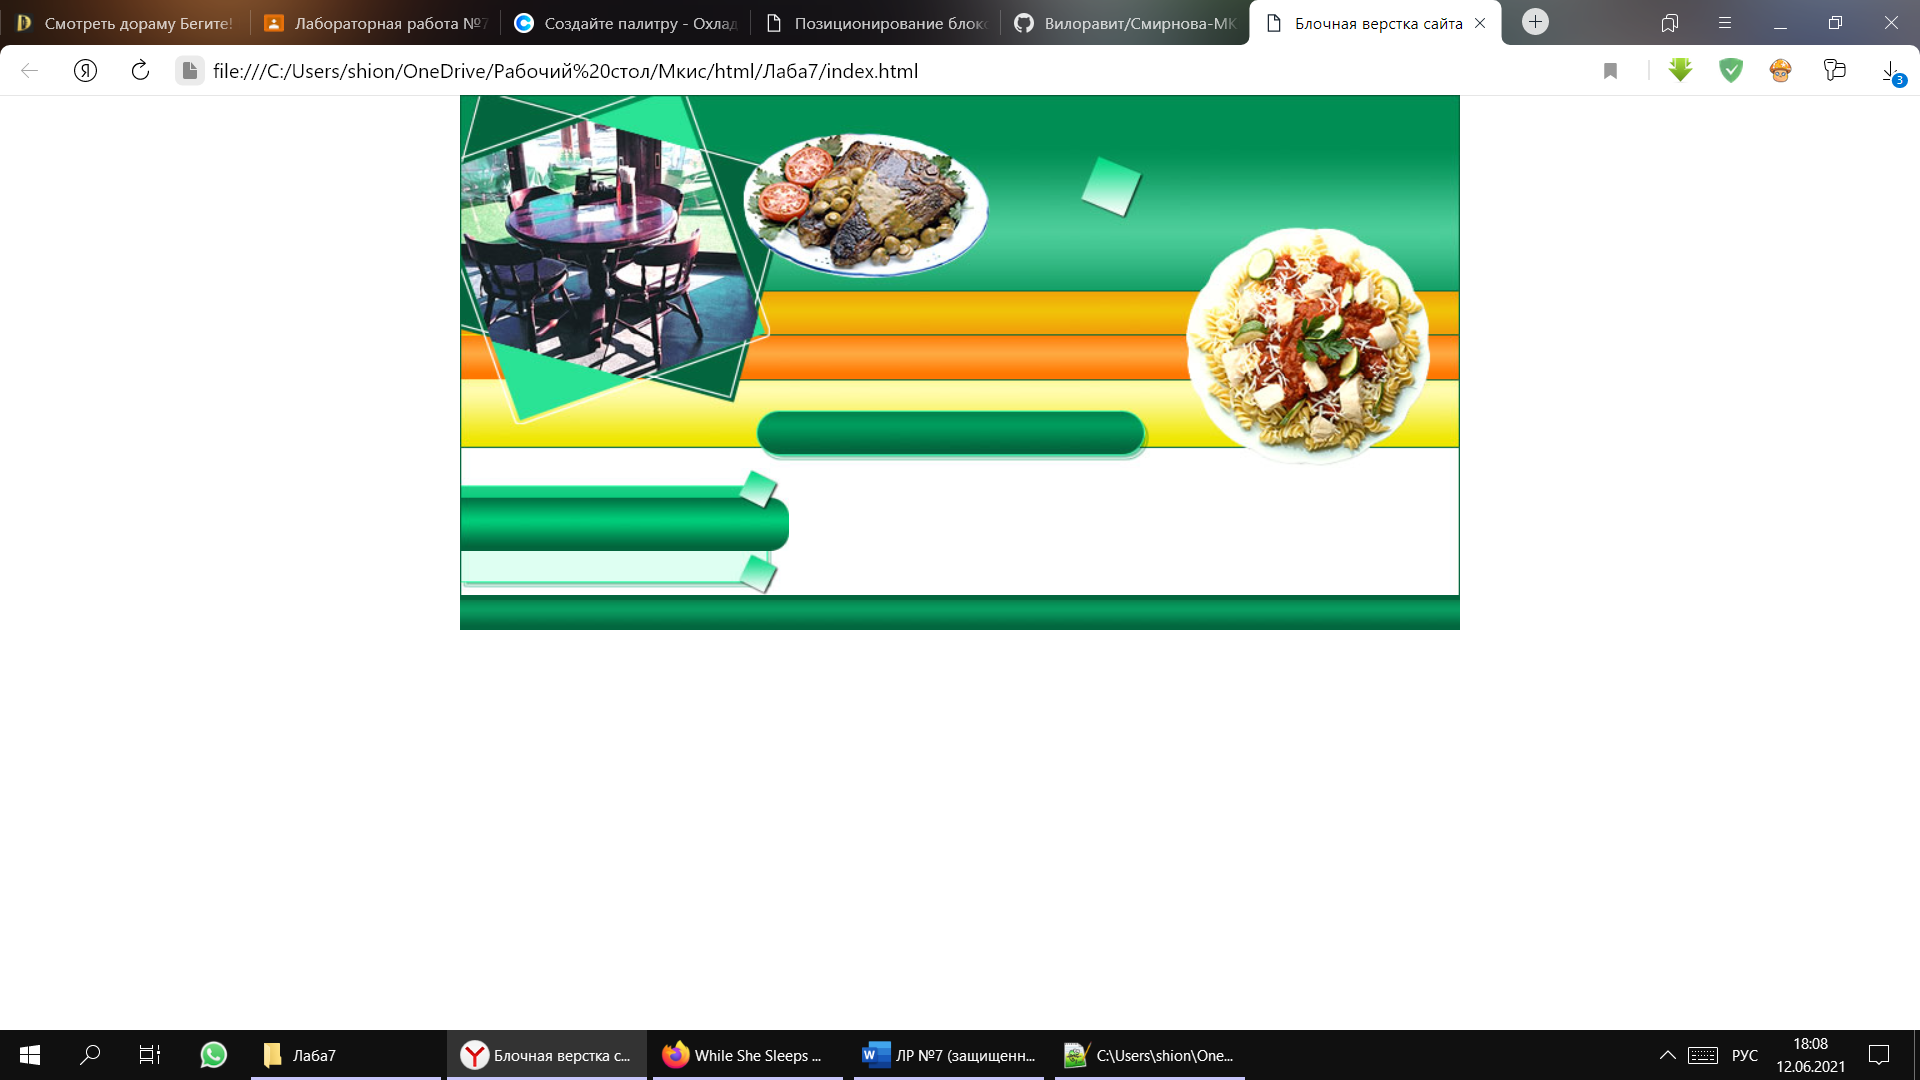 Смотреть дораму Бегите!
Лабораторная работа №7
Создайте палитру - Охлад
Позиционирование блок
Вилоравит/Смирнова-МК
Блочная верстка сайта
file:///C:/Users/shion/OneDrive/Рабочий%20стол/Мкис/html/Лаба7/index.html
3
Лаба7
Блочная верстка с...
While She Sleeps ...
ЛР №7 (защищенн...
C:\Users\shion\One...
РУС
18:08
12.06.2021